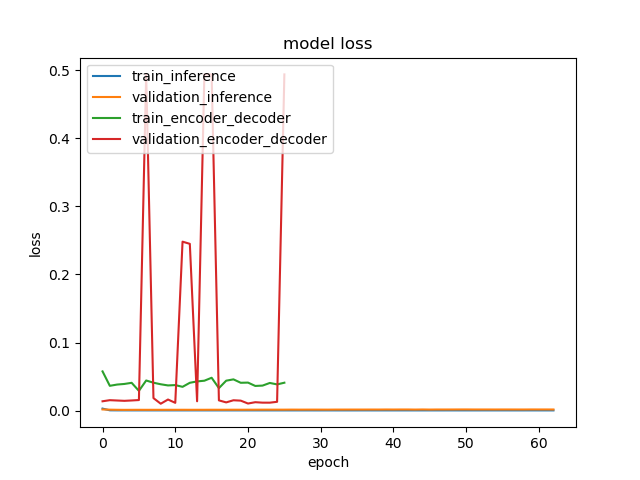 model loss
train_inference
validation_inference
train_encoder_decoder
validation_encoder_decoder
0.5
0.4
0.3
0.2
0.1
0.0
loss
0 10 20 30 40 50 60
epoch